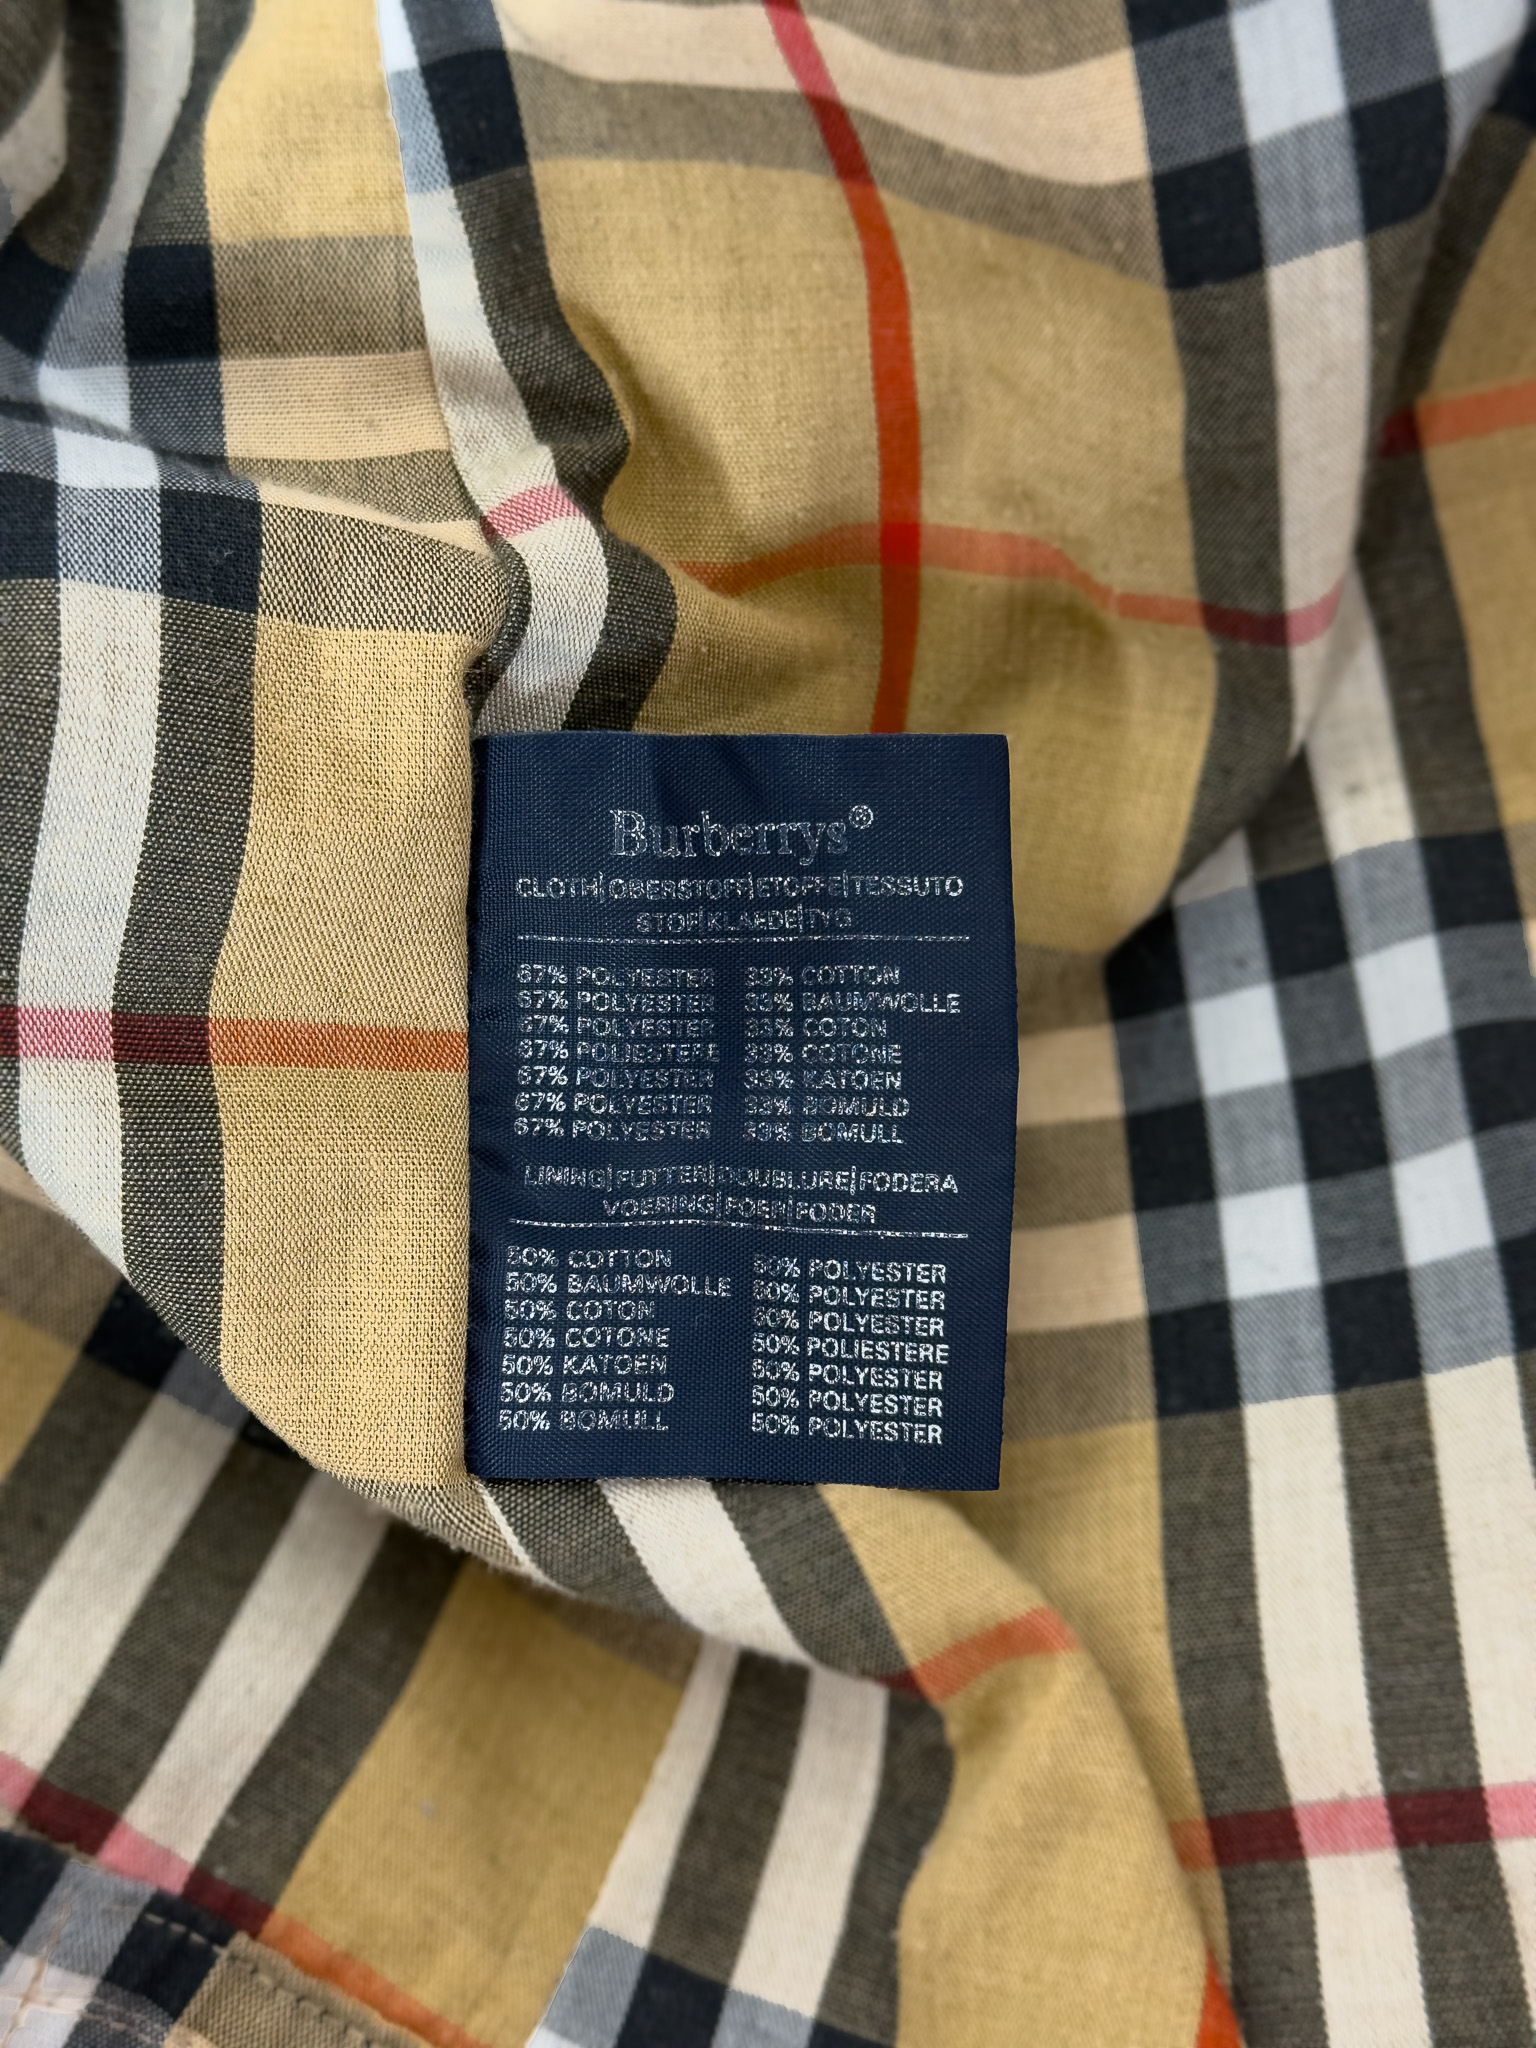 Burberrys®
CLOTH|OBERSTOFF|ETOFFE|TESSUTO
STOF|KLAEDE|TYG
67% POLYESTER 33% COTTON
67% POLYESTER 33% BAUMWOLLE
67% POLYESTER 33% COTON
67% POLIESTERE 33% COTONE
67% POLYESTER 33% KATOEN
67% POLYESTER 33% BOMULD
67% POLYESTER 33% BOMULL
LINING|FUTTER|DOUBLURE|FODERA
VOERING|FOER|FODER
50% COTTON 50% POLYESTER
50% BAUMWOLLE 50% POLYESTER
50% COTON 50% POLYESTER
50% COTONE 50% POLIESTERE
50% KATOEN 50% POLYESTER
50% BOMULD 50% POLYESTER
50% BOMULL 50% POLYESTER